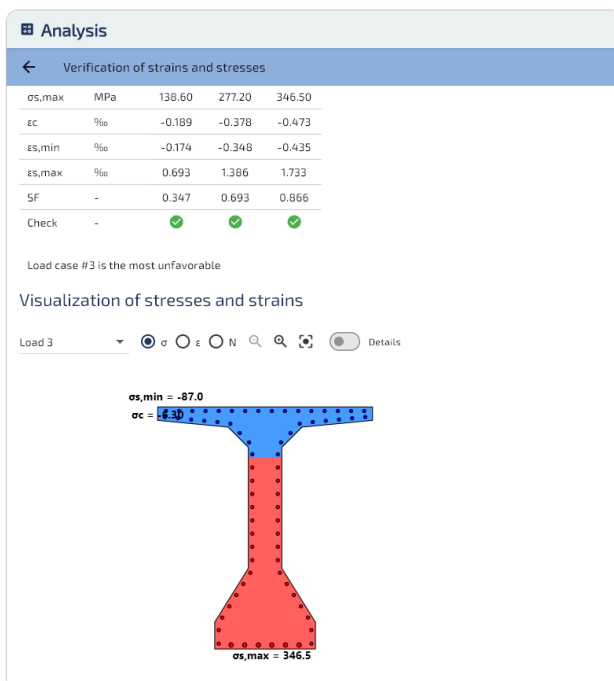 Analysis
Verification of strains and stresses
σs,max MPa 138.60 277.20 346.50
εc ‰ -0.189 -0.378 -0.473
εs,min ‰ -0.174 -0.348 -0.435
εs,max ‰ 0.693 1.386 1.733
SF - 0.347 0.693 0.866
Check -
Load case #3 is the most unfavorable
Visualization of stresses and strains
Load 3 σ ε N Details
σs,min = -87.0
σc = -6.30
σs,max = 346.5